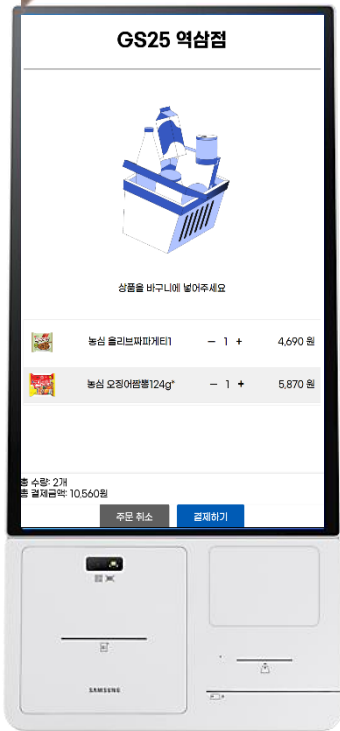 GS25 역삼점
상품을 바구니에 넣어주세요
농심 올리브짜파게티1 — 1 + 4,690 원
농심 오징어짬뽕124g* — 1 + 5,870 원
총 수량: 2개
총 결제금액: 10,560원
주문 취소 결제하기
SAMSUNG